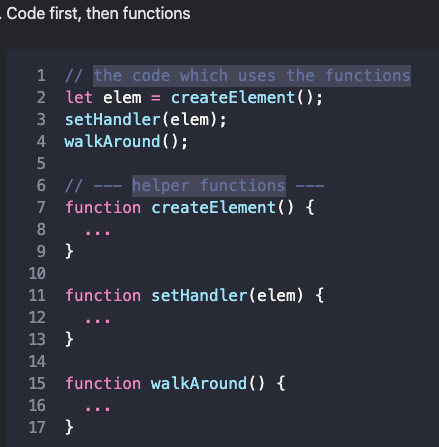 . Code first, then functions
1 // the code which uses the functions
2 let elem = createElement();
3 setHandler(elem);
4 walkAround();
5
6 // --- helper functions ---
7 function createElement() {
8   ...
9 }
10
11 function setHandler(elem) {
12   ...
13 }
14
15 function walkAround() {
16   ...
17 }